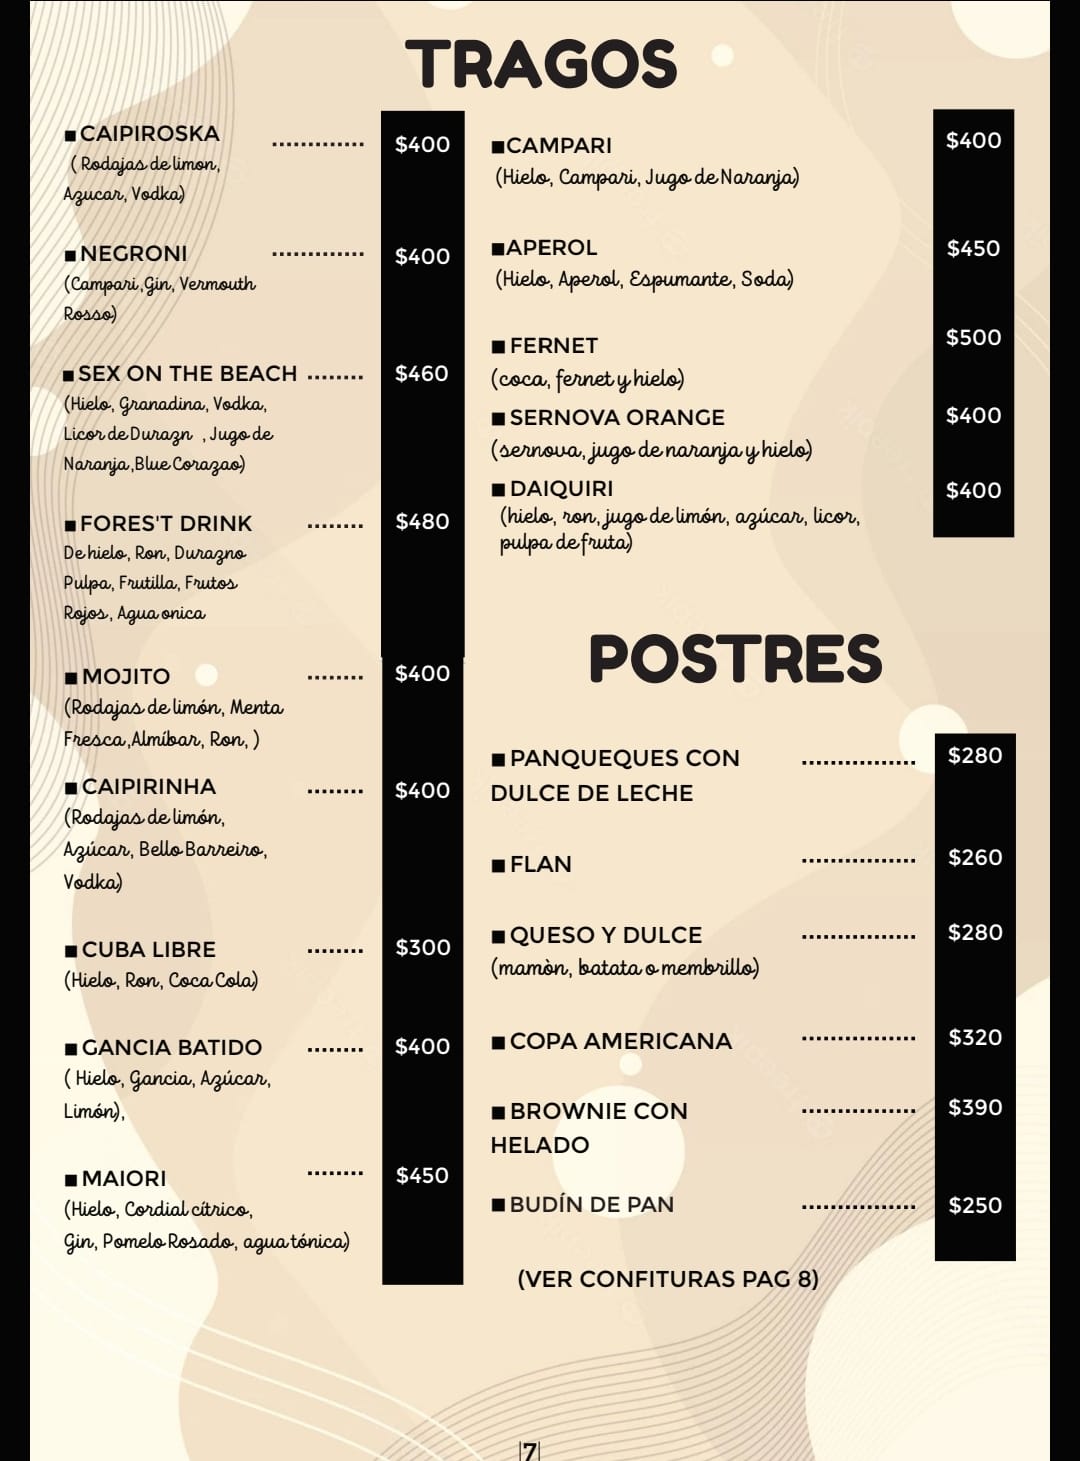 TRAGOS
■ CAIPIROSKA ............. $400
( Rodajas de limon,
Azucar, Vodka)
■ NEGRONI ............. $400
(Campari ,Gin, Vermouth
Rosso)
■ SEX ON THE BEACH ........ $460
(Hielo, Granadina, Vodka,
Licor de Durazn , Jugo de
Naranja ,Blue Corazao)
■ FORES'T DRINK ........ $480
De hielo, Ron, Durazno
Pulpa, Frutilla, Frutos
Rojos, Agua onica
■ MOJITO ........ $400
(Rodajas de limón, Menta
Fresca ,Almíbar, Ron, )
■ CAIPIRINHA ........ $400
(Rodajas de limón,
Azúcar, Bello Barreiro,
Vodka)
■ CUBA LIBRE ........ $300
(Hielo, Ron, Coca Cola)
■ GANCIA BATIDO ........ $400
( Hielo, Gancia, Azúcar,
Limón),
■ MAIORI ........ $450
(Hielo, Cordial cítrico,
Gin, Pomelo Rosado, agua tónica)
■CAMPARI $400
(Hielo, Campari, Jugo de Naranja)
■APEROL $450
(Hielo, Aperol, Espumante, Soda)
■ FERNET $500
(coca, fernet y hielo)
■ SERNOVA ORANGE $400
(sernova, jugo de naranja y hielo)
■ DAIQUIRI $400
(hielo, ron, jugo de limón, azúcar, licor,
pulpa de fruta)
POSTRES
■ PANQUEQUES CON ................ $280
DULCE DE LECHE
■ FLAN ................ $260
■ QUESO Y DULCE ................ $280
(mamòn, batata o membrillo)
■ COPA AMERICANA ................ $320
■ BROWNIE CON ................ $390
HELADO
■ BUDÍN DE PAN ................ $250
(VER CONFITURAS PAG 8)
|7|